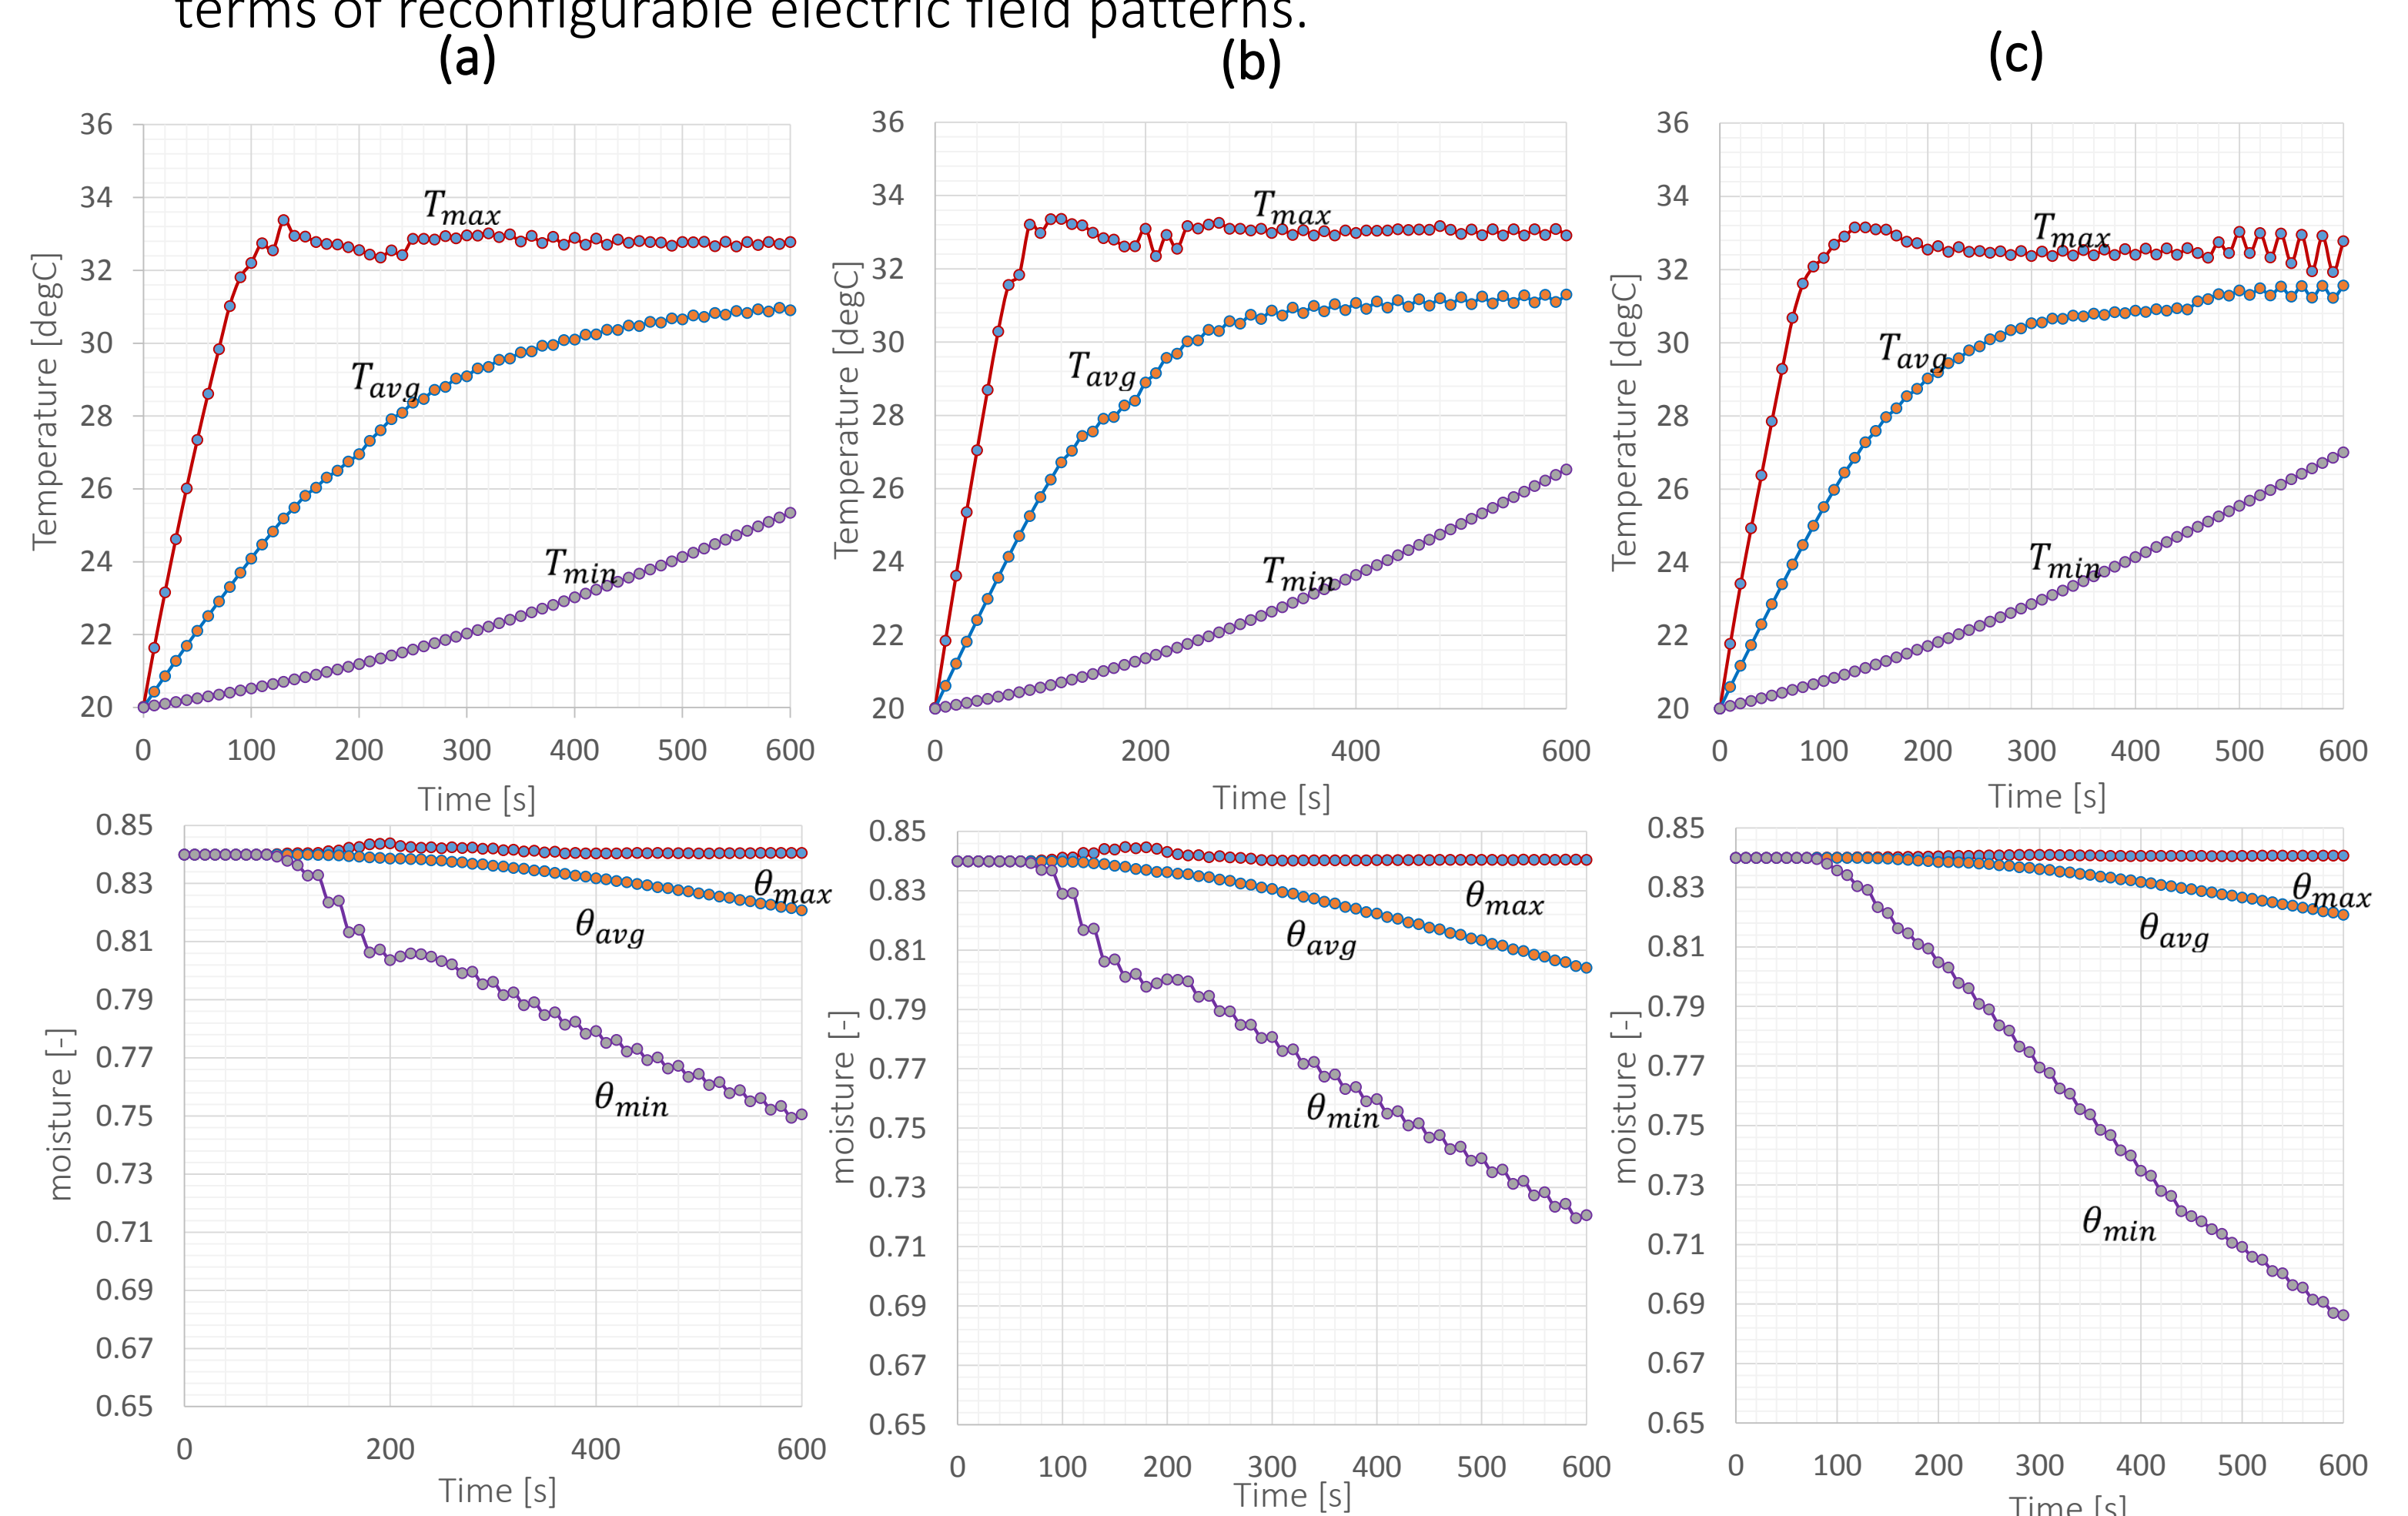 terms of reconfigurable electric field patterns.
(a)
36
34
32
30
28
26
24
22
20
0 100 200 300 400 500 600
Temperature [degC]
Time [s]
T_max
T_avg
T_min
(b)
36
34
32
30
28
26
24
22
20
0 200 400 600
Temperature [degC]
Time [s]
T_max
T_avg
T_min
(c)
36
34
32
30
28
26
24
22
20
0 100 200 300 400 500 600
Temperature [degC]
Time [s]
T_max
T_avg
T_min
0.85
0.83
0.81
0.79
0.77
0.75
0.73
0.71
0.69
0.67
0.65
0 200 400 600
moisture [-]
Time [s]
θ_max
θ_avg
θ_min
0.85
0.83
0.81
0.79
0.77
0.75
0.73
0.71
0.69
0.67
0.65
0 100 200 300 400 500 600
moisture [-]
Time [s]
θ_max
θ_avg
θ_min
0.85
0.83
0.81
0.79
0.77
0.75
0.73
0.71
0.69
0.67
0.65
0 100 200 300 400 500 600
moisture [-]
Time [s]
θ_max
θ_avg
θ_min